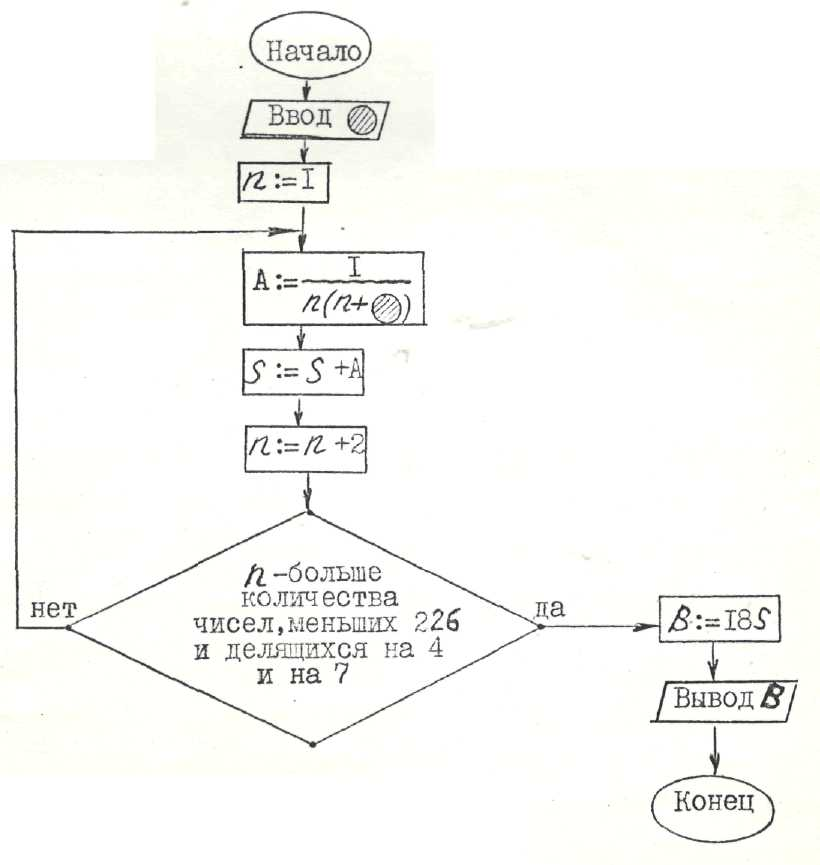 Начало
Ввод
n:=I
A:= I
n(n+ )
S:=S+A
n:=n+2
n-больше
количества
чисел,меньших 226
и делящихся на 4
и на 7
нет
да
B:=I8S
Вывод B
Конец